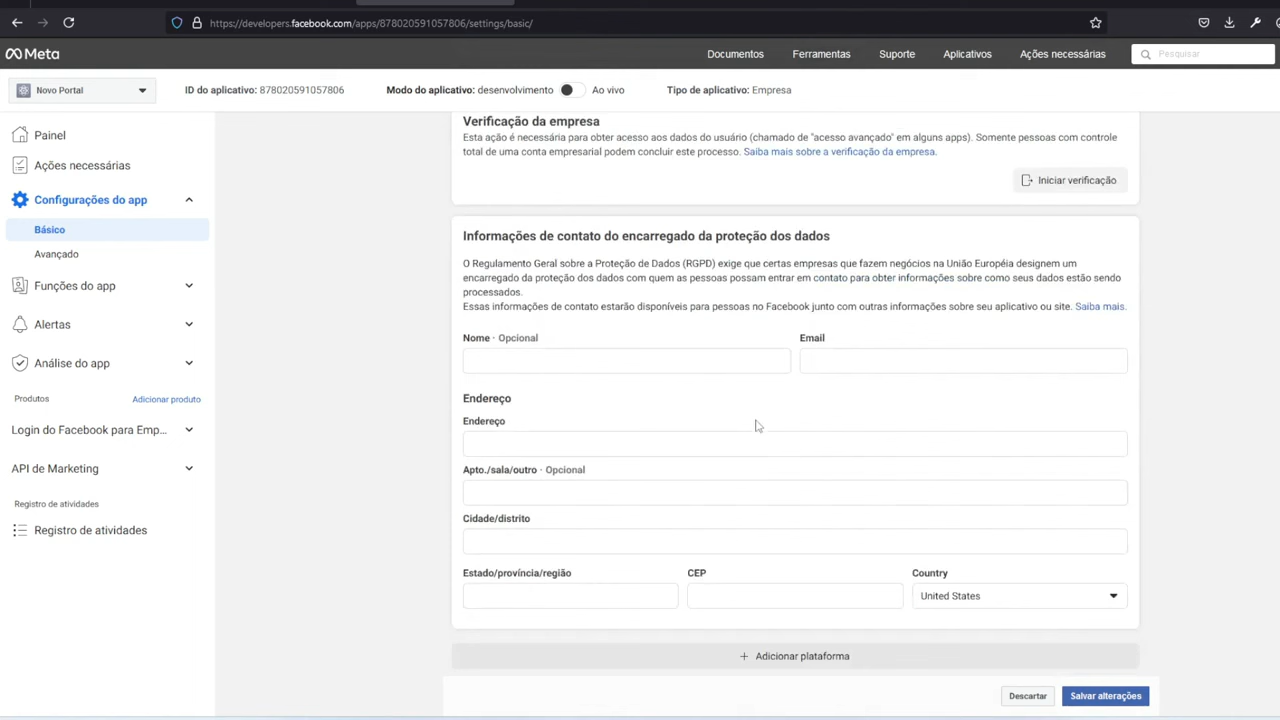 https://developers.facebook.com/apps/878020591057806/settings/basic/
Meta
Documentos
Ferramentas
Suporte
Aplicativos
Ações necessárias
Pesquisar
Novo Portal
ID do aplicativo: 878020591057806
Modo do aplicativo: desenvolvimento
Ao vivo
Tipo de aplicativo: Empresa
Painel
Ações necessárias
Configurações do app
Básico
Avançado
Funções do app
Alertas
Análise do app
Produtos
Adicionar produto
Login do Facebook para Emp...
API de Marketing
Registro de atividades
Registro de atividades
Verificação da empresa
Esta ação é necessária para obter acesso aos dados do usuário (chamado de "acesso avançado" em alguns apps). Somente pessoas com controle
total de uma conta empresarial podem concluir este processo. Saiba mais sobre a verificação da empresa.
Iniciar verificação
Informações de contato do encarregado da proteção dos dados
O Regulamento Geral sobre a Proteção de Dados (RGPD) exige que certas empresas que fazem negócios na União Européia designem um
encarregado da proteção dos dados com quem as pessoas possam entrar em contato para obter informações sobre como seus dados estão sendo
processados.
Essas informações de contato estarão disponíveis para pessoas no Facebook junto com outras informações sobre seu aplicativo ou site. Saiba mais.
Nome · Opcional
Email
Endereço
Endereço
Apto./sala/outro · Opcional
Cidade/distrito
Estado/província/região
CEP
Country
United States
+ Adicionar plataforma
Descartar
Salvar alterações